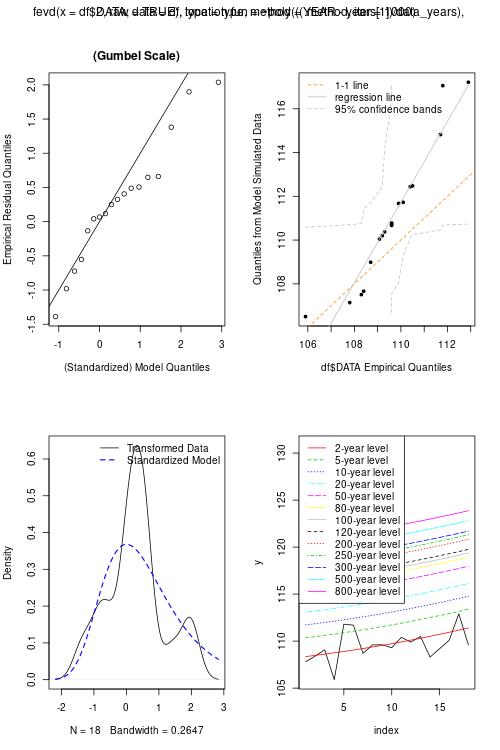 fevd(x = df$DATA,
data_years),
(Gumbel Scale)
Empirical Residual Quantiles
-1.5 -1.0 -0.5 0.0 0.5 1.0 1.5 2.0
-1 0 1 2 3
(Standardized) Model Quantiles
1-1 line
regression line
95% confidence bands
Quantiles from Model Simulated Data
108 110 112 114 116
106 108 110 112
df$DATA Empirical Quantiles
Transformed Data
Standardized Model
Density
0.0 0.1 0.2 0.3 0.4 0.5 0.6
-2 -1 0 1 2 3
N = 18 Bandwidth = 0.2647
2-year level
5-year level
10-year level
20-year level
50-year level
80-year level
100-year level
120-year level
200-year level
250-year level
300-year level
500-year level
800-year level
y
105 110 115 120 125 130
5 10 15
index